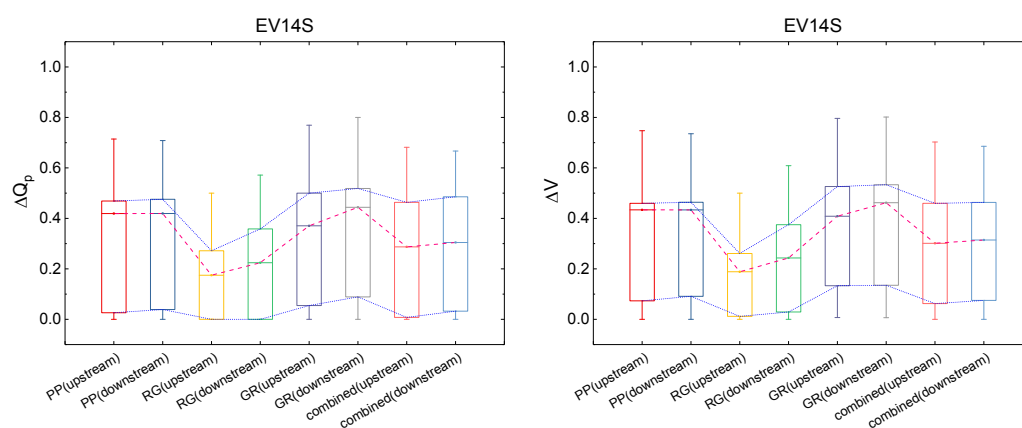 EV14S
ΔQp
1.0
0.8
0.6
0.4
0.2
0.0
PP(upstream)
PP(downstream)
RG(upstream)
RG(downstream)
GR(upstream)
GR(downstream)
combined(upstream)
combined(downstream)
EV14S
ΔV
1.0
0.8
0.6
0.4
0.2
0.0
PP(upstream)
PP(downstream)
RG(upstream)
RG(downstream)
GR(upstream)
GR(downstream)
combined(upstream)
combined(downstream)